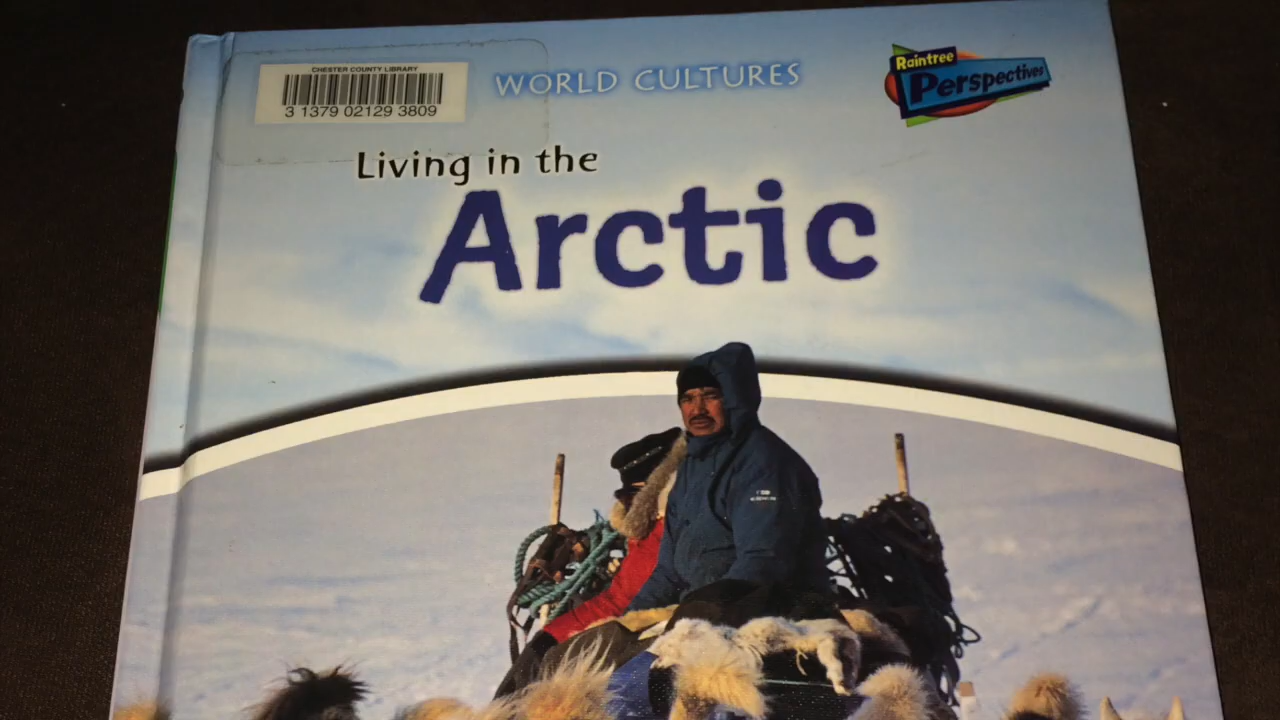 CHESTER COUNTY LIBRARY
3 1379 02129 3809
WORLD CULTURES
Raintree
Perspectives
Living in the
Arctic